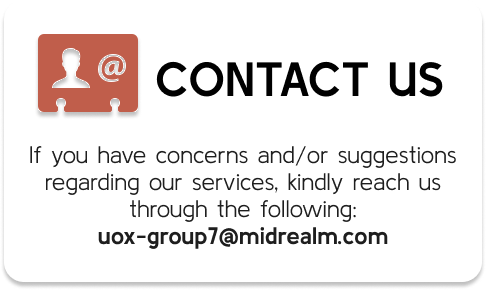 @
CONTACT US
If you have concerns and/or suggestions
regarding our services, kindly reach us
through the following:
uox-group7@midrealm.com